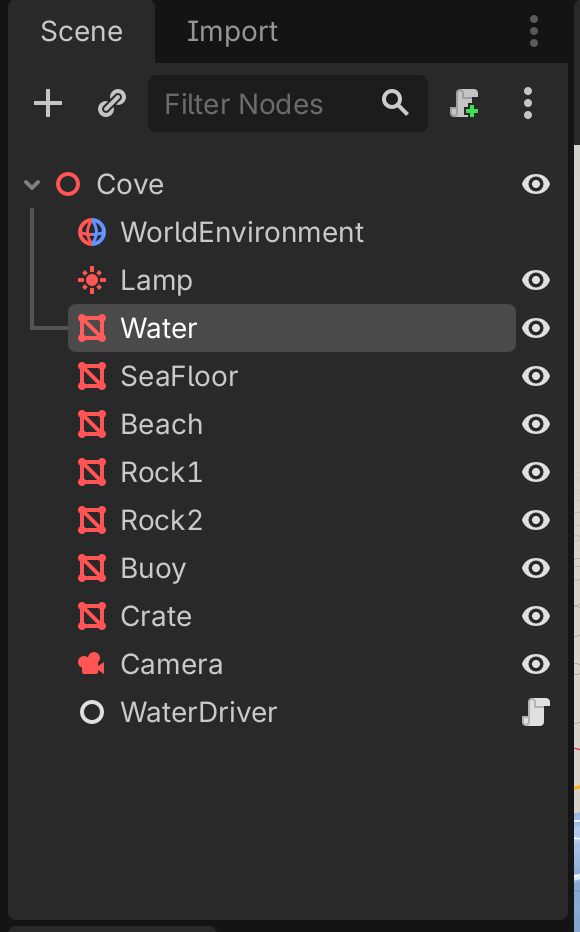 Scene Import
Filter Nodes
Cove
WorldEnvironment
Lamp
Water
SeaFloor
Beach
Rock1
Rock2
Buoy
Crate
Camera
WaterDriver